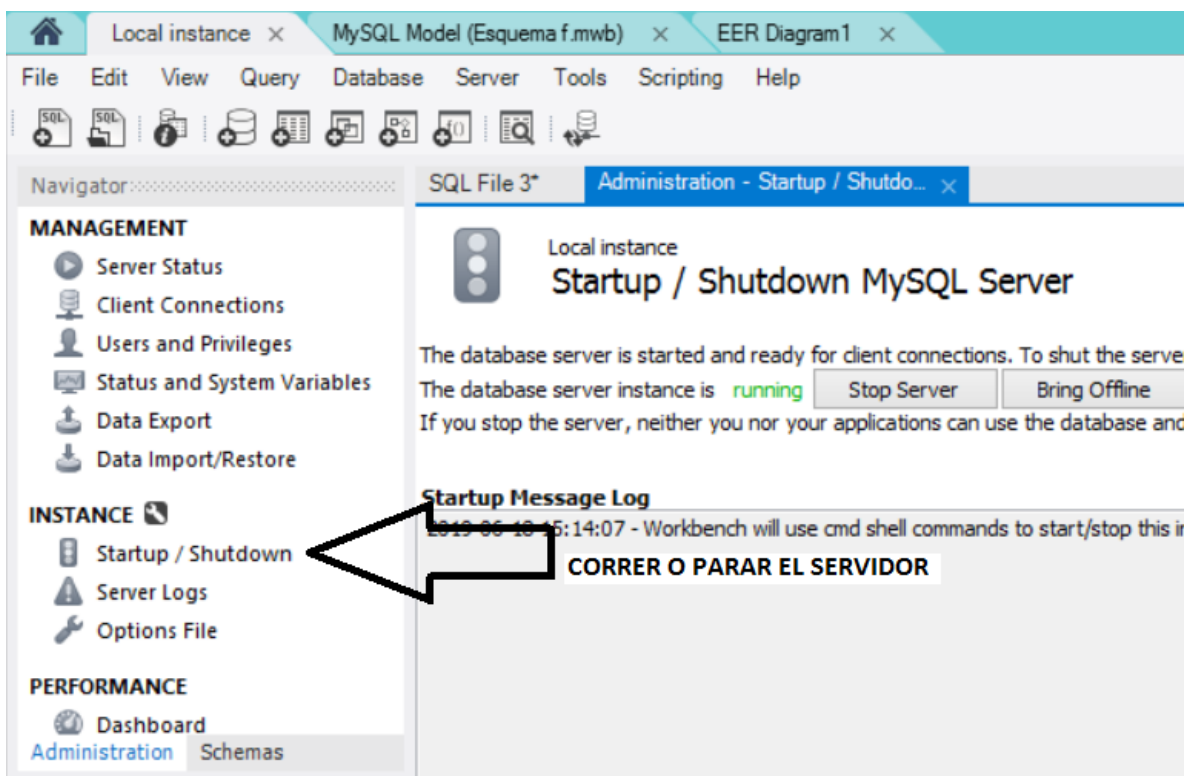 Local instance
MySQL Model (Esquema f.mwb)
EER Diagram1
File Edit View Query Database Server Tools Scripting Help
SQL
SQL
f()
Navigator
SQL File 3*
Administration - Startup / Shutdo...
MANAGEMENT
Server Status
Client Connections
Users and Privileges
Status and System Variables
Data Export
Data Import/Restore
INSTANCE
Startup / Shutdown
Server Logs
Options File
PERFORMANCE
Dashboard
Administration Schemas
Local instance
Startup / Shutdown MySQL Server
The database server is started and ready for client connections. To shut the serve
The database server instance is running Stop Server Bring Offline
If you stop the server, neither you nor your applications can use the database and
Startup Message Log
15:14:07 - Workbench will use cmd shell commands to start/stop this i
CORRER O PARAR EL SERVIDOR